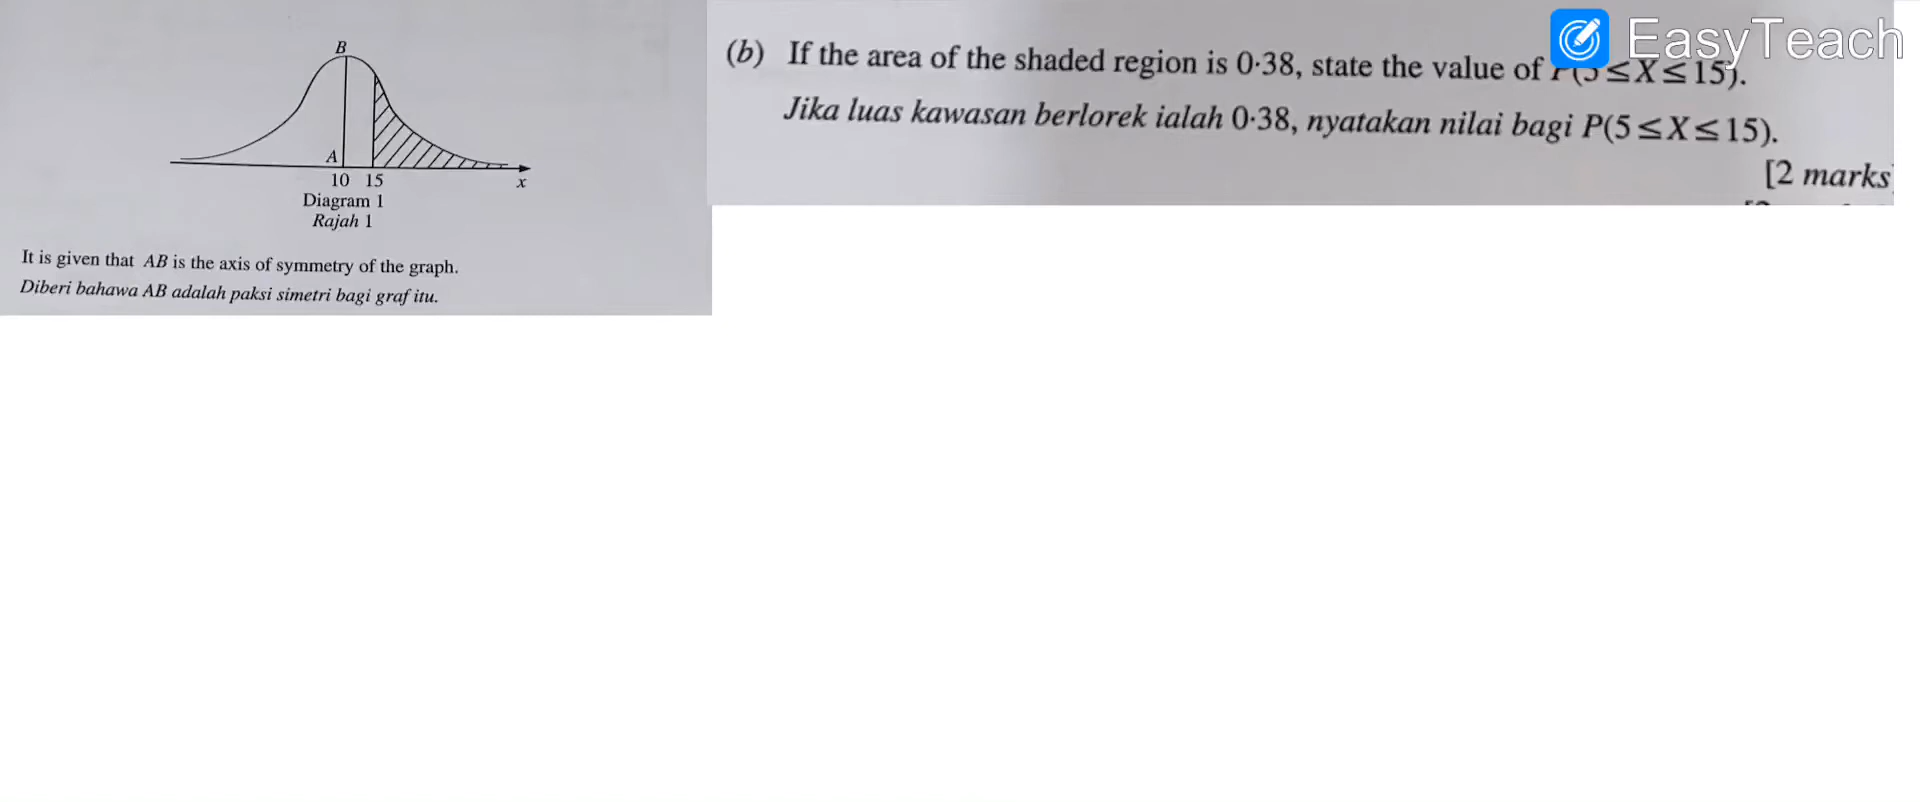 B
A
10 15
x
Diagram 1
Rajah 1
It is given that AB is the axis of symmetry of the graph.
Diberi bahawa AB adalah paksi simetri bagi graf itu.
EasyTeach
(b) If the area of the shaded region is 0·38, state the value of P(5≤X≤15).
Jika luas kawasan berlorek ialah 0·38, nyatakan nilai bagi P(5≤X≤15).
[2 marks